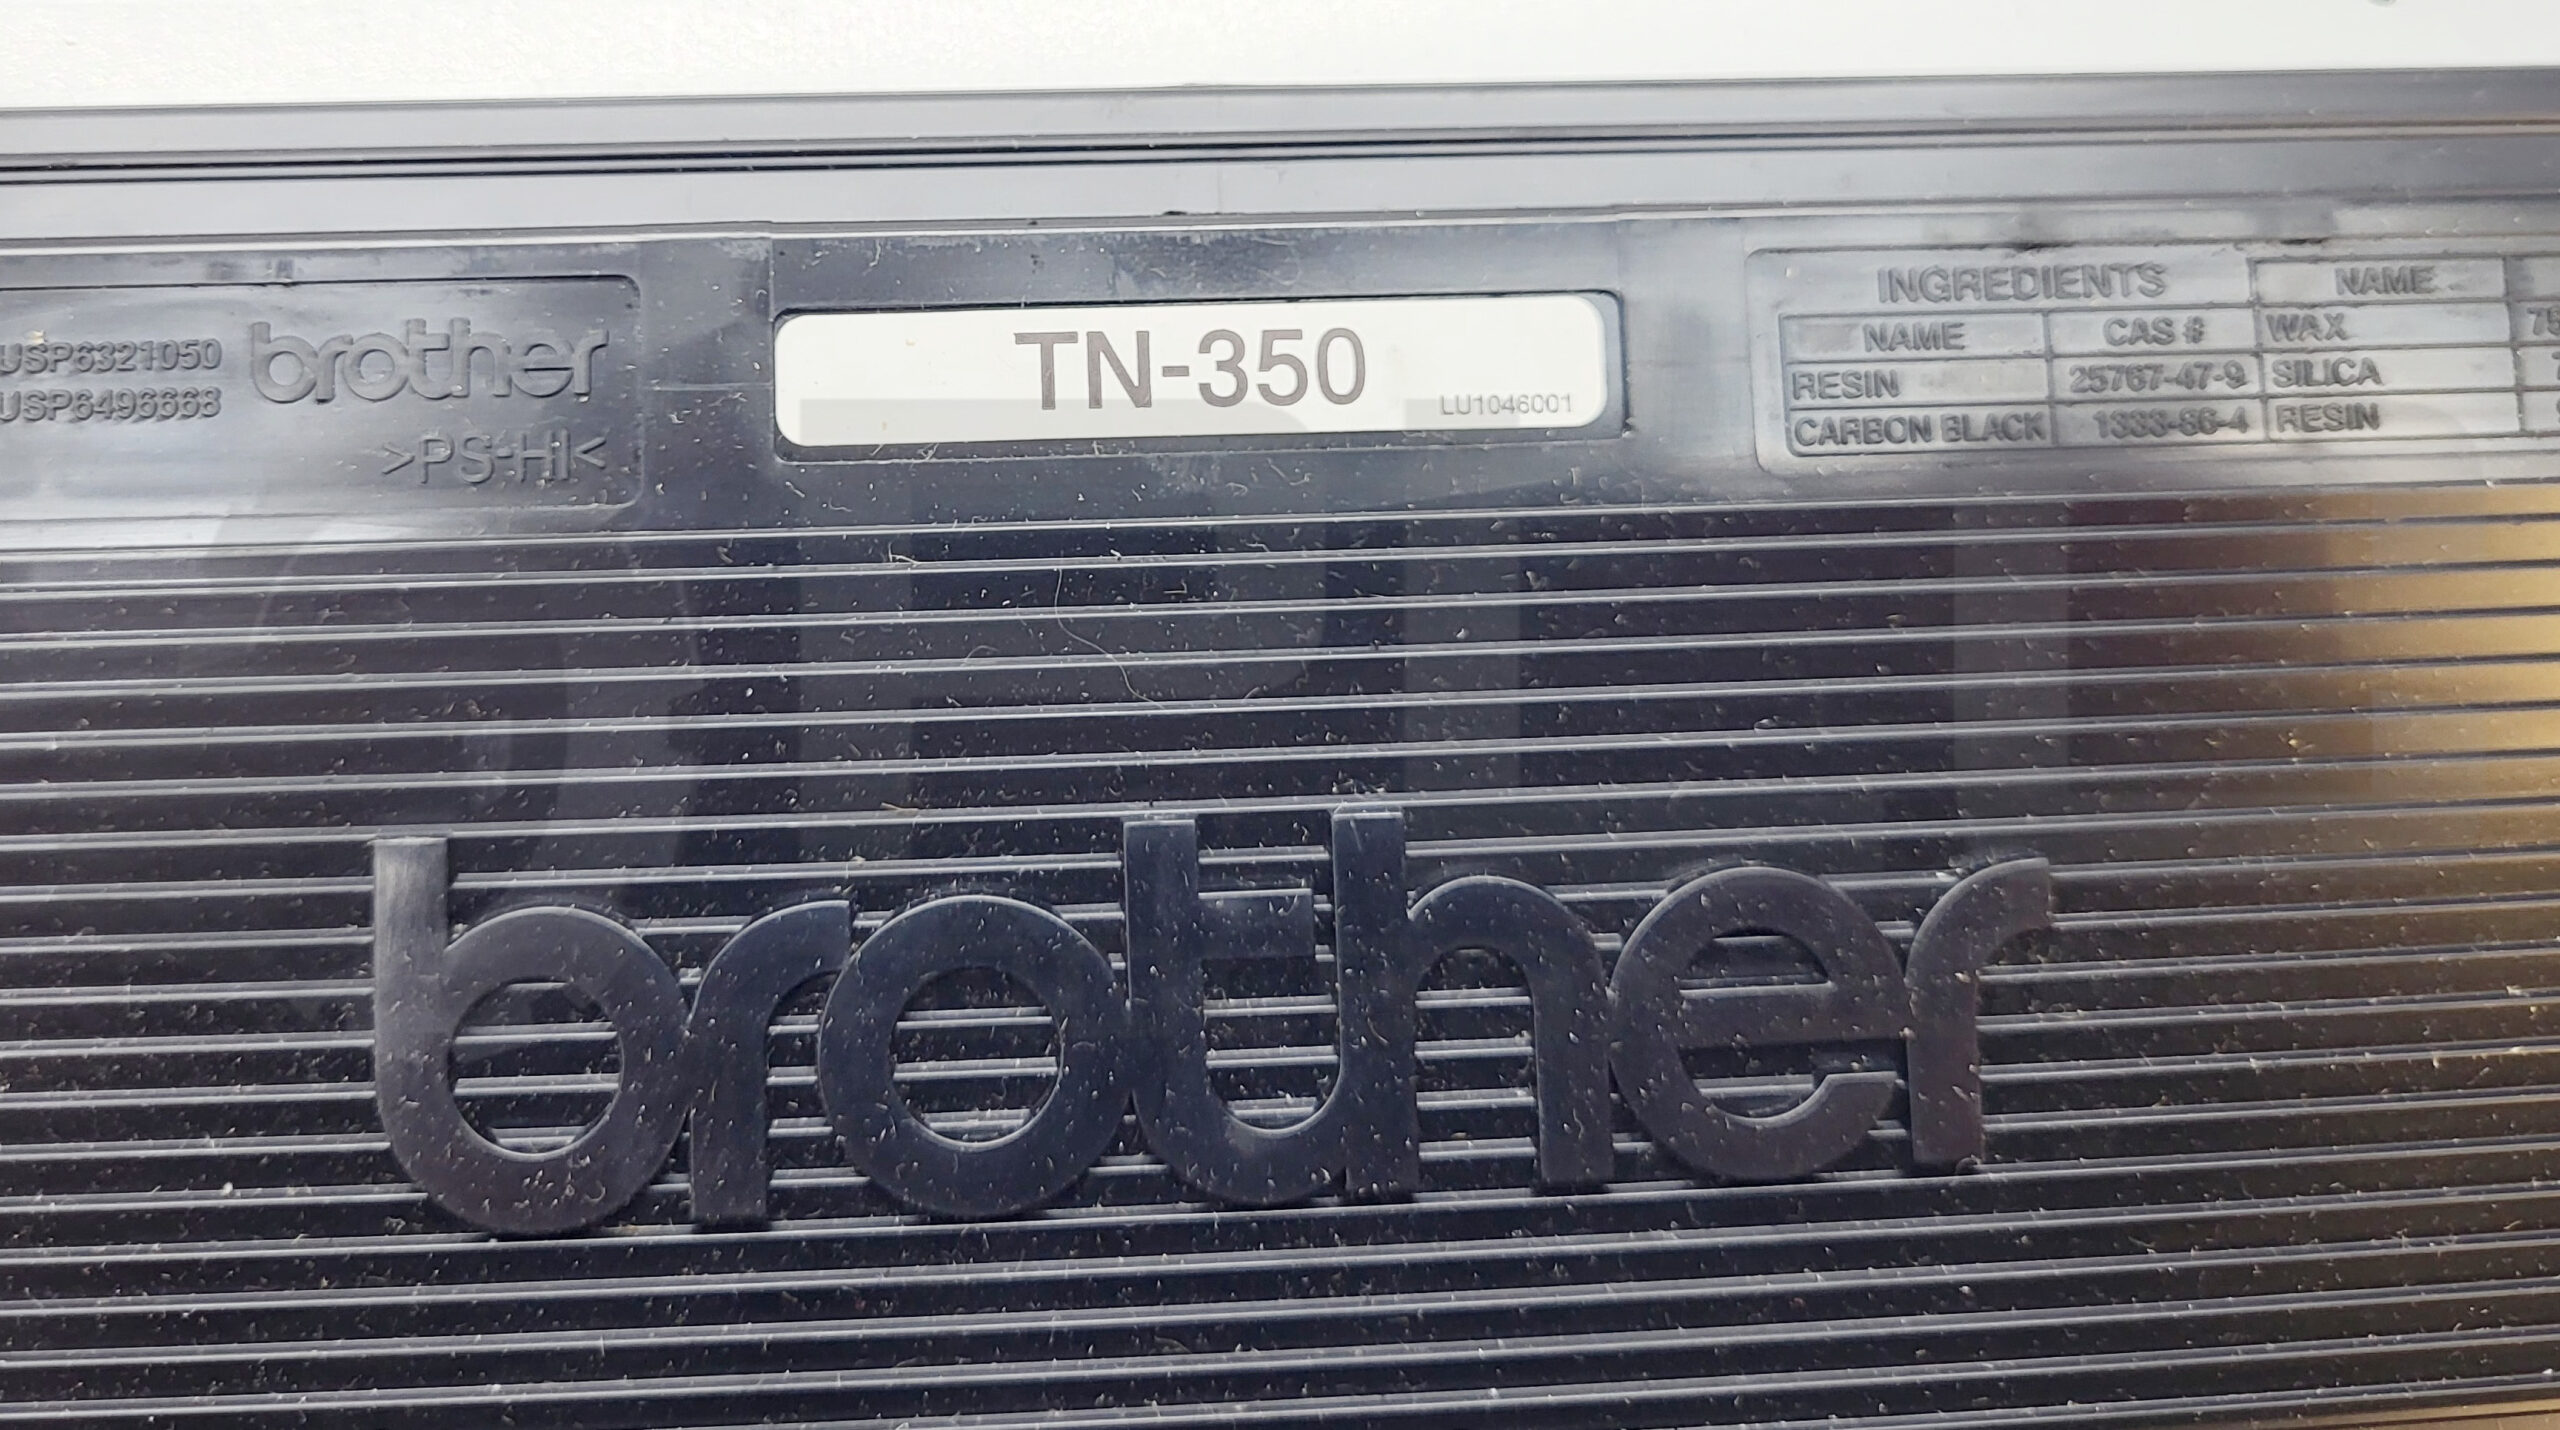 USP6321050
USP6496668
brother
>PS-HI<
TN-350
LU1046001
INGREDIENTS NAME
NAME CAS # WAX
RESIN 25767-47-9 SILICA
CARBON BLACK 1333-86-4 RESIN
brother